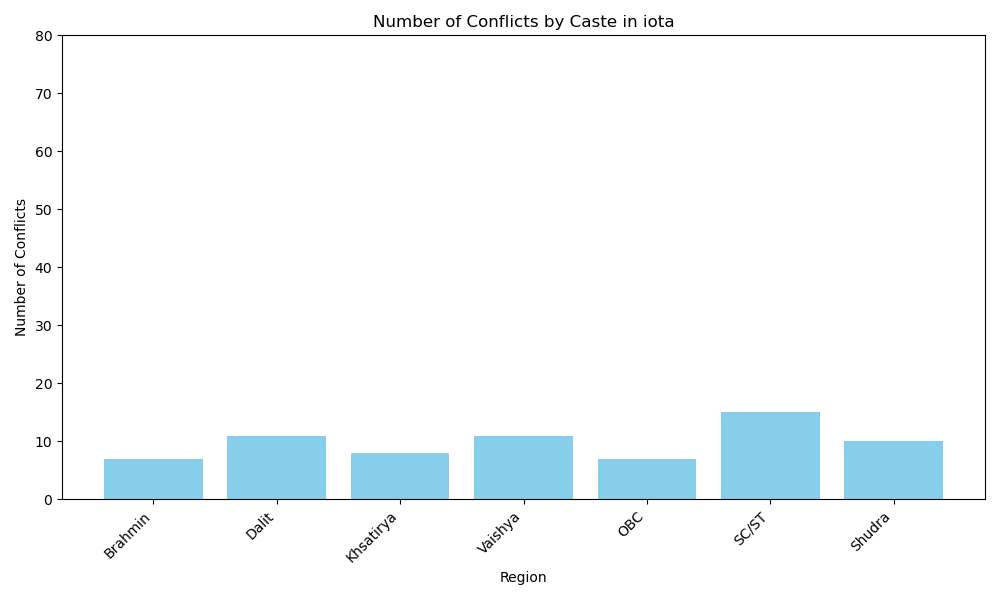 Number of Conflicts by Caste in iota
80
70
60
50
40
30
20
10
0
Number of Conflicts
Brahmin
Dalit
Khsatirya
Vaishya
OBC
SC/ST
Shudra
Region